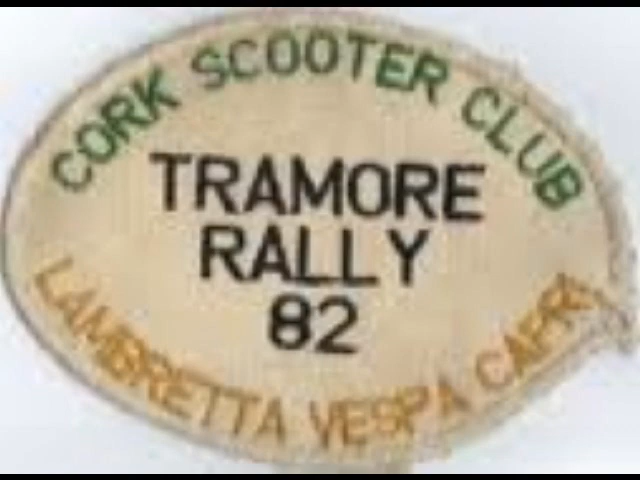 CORK SCOOTER CLUB
TRAMORE
RALLY
82
LAMBRETTA VESPA CAPRI